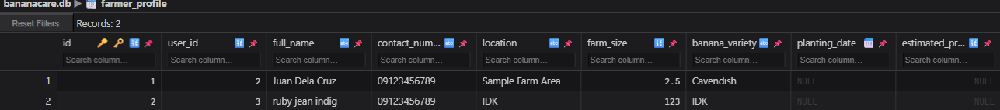 bananacare.db ▶ farmer_profile
Reset Filters Records: 2
id user_id full_name contact_num... location farm_size banana_variety planting_date estimated_pr...
Search column... Search column... Search column... Search column... Search column... Search column... Search column... Search column... Search column...
1 1 2 Juan Dela Cruz 09123456789 Sample Farm Area 2.5 Cavendish NULL NULL
2 2 3 ruby jean indig 09123456789 IDK 123 IDK NULL NULL